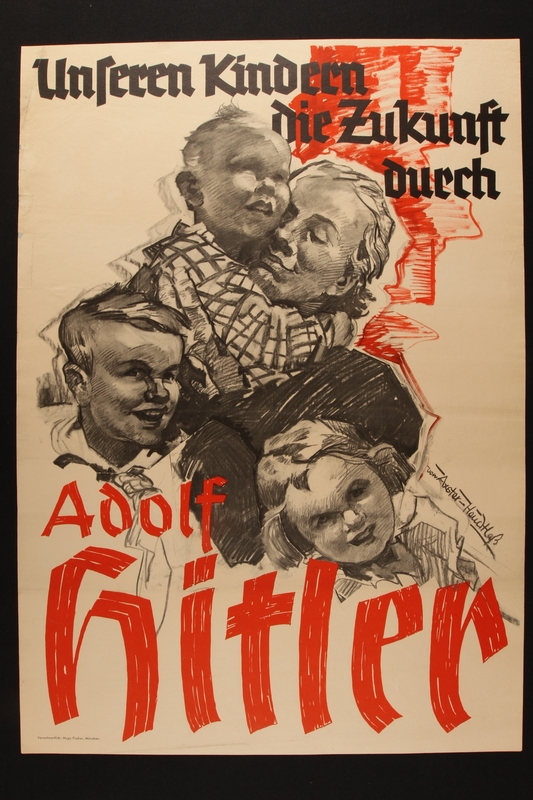 Unseren Kindern
die Zukunft
durch
Adolf
Hitler